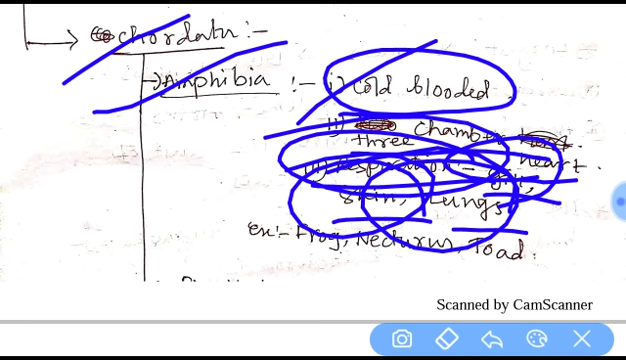 Chordata :-
→ Amphibia :- i) Cold blooded
ii) three chamber heart.
iii) Respiration :- gill,
skin, Lungs
Ex:- Frog, Necturus, Toad.
Scanned by CamScanner